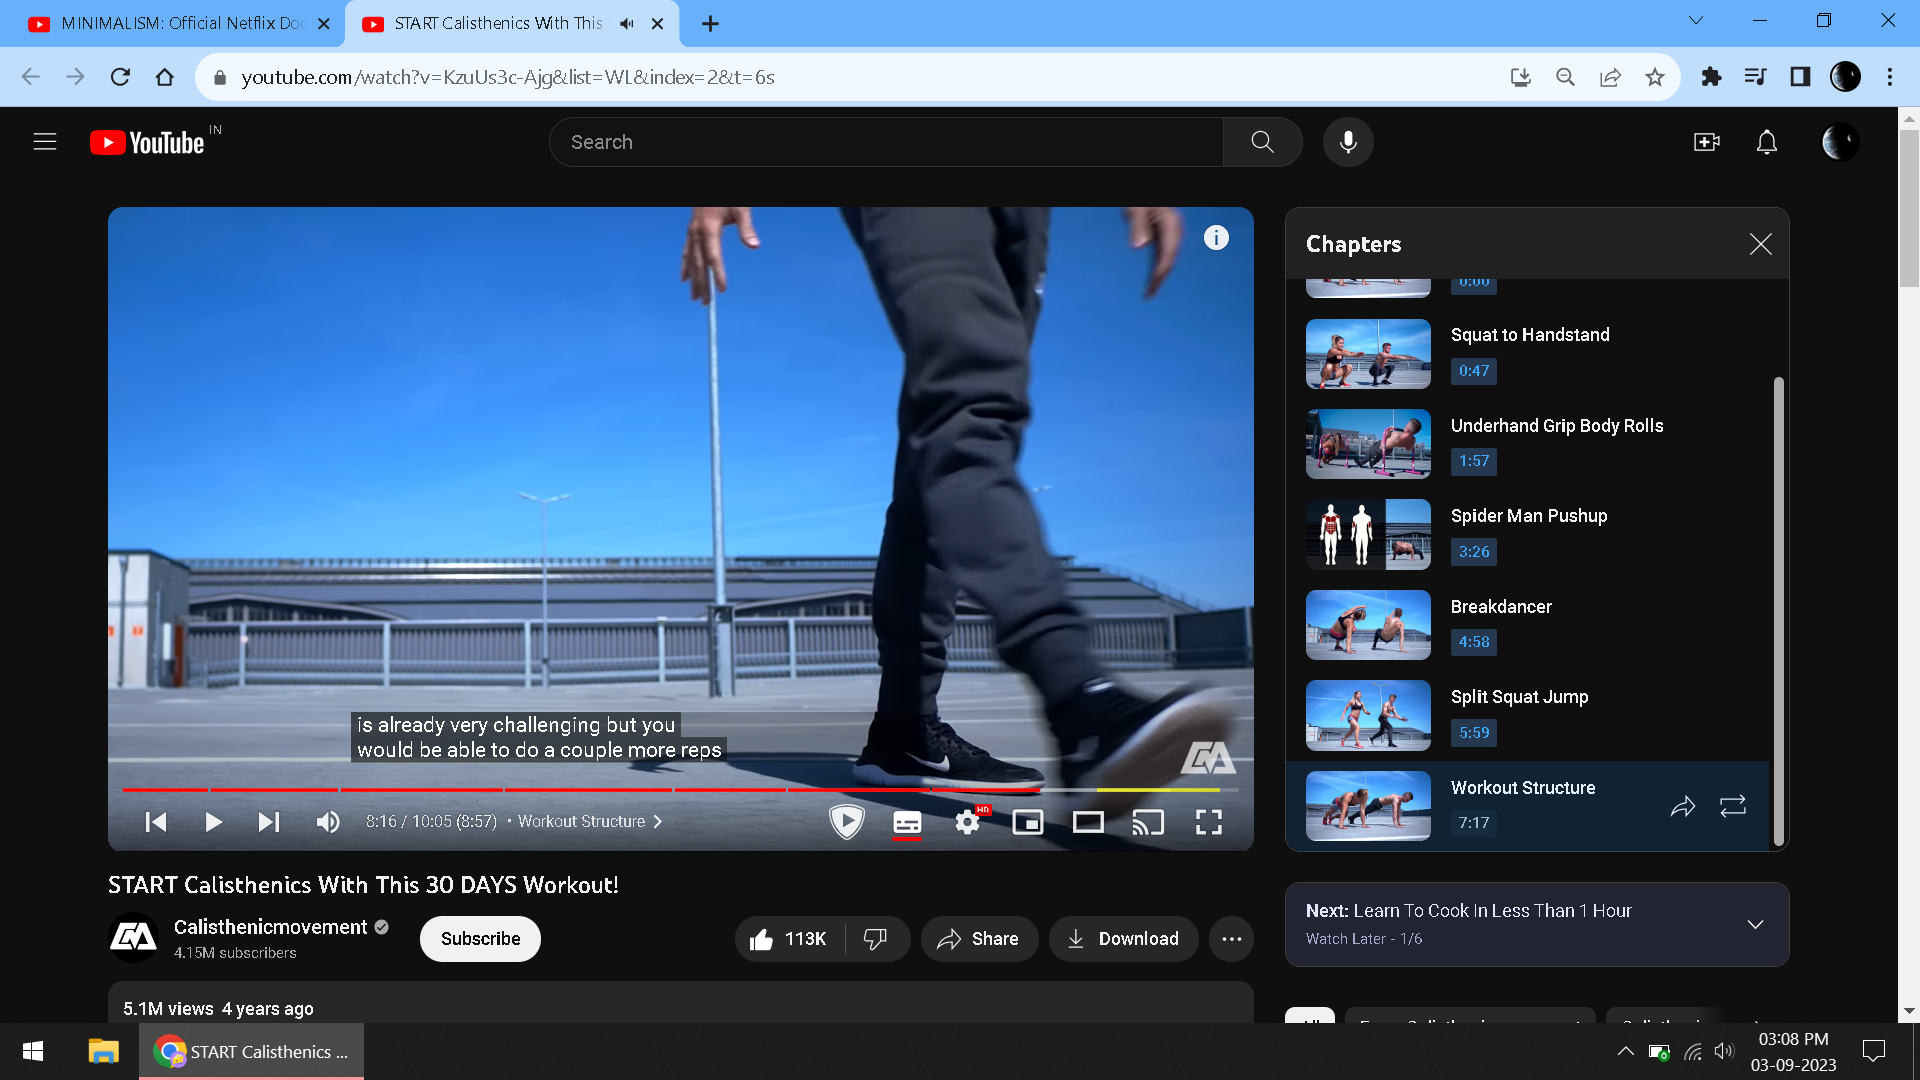 MINIMALISM: Official Netflix Doc
START Calisthenics With This
youtube.com/watch?v=KzuUs3c-Ajg&list=WL&index=2&t=6s
YouTube IN
Search
Chapters
0:00
Squat to Handstand
0:47
Underhand Grip Body Rolls
1:57
Spider Man Pushup
3:26
Breakdancer
4:58
Split Squat Jump
5:59
Workout Structure
7:17
is already very challenging but you
would be able to do a couple more reps
8:16 / 10:05 (8:57) • Workout Structure
HD
START Calisthenics With This 30 DAYS Workout!
Calisthenicmovement
4.15M subscribers
Subscribe
113K
Share
Download
Next: Learn To Cook In Less Than 1 Hour
Watch Later - 1/6
5.1M views 4 years ago
START Calisthenics ...
03:08 PM
03-09-2023